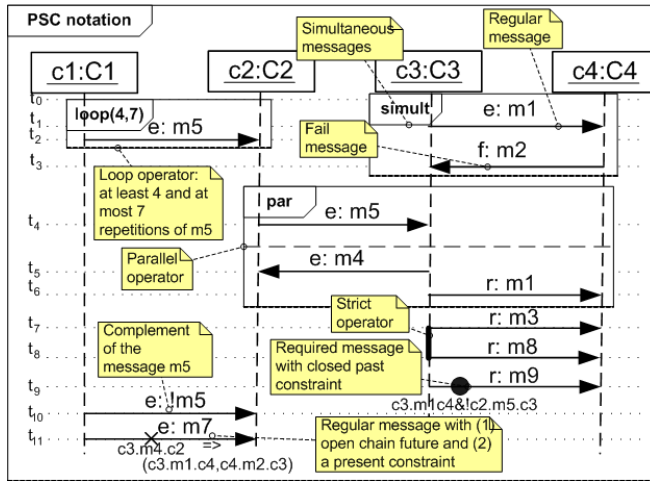 PSC notation
Simultaneous
messages
Regular
message
c1:C1
c2:C2
c3:C3
c4:C4
t0
loop(4,7)
simult
e: m1
t1
e: m5
t2
Fail
message
f: m2
t3
Loop operator:
at least 4 and at
most 7
repetitions of m5
par
e: m5
t4
Parallel
operator
e: m4
t5
r: m1
t6
Strict
operator
r: m3
t7
Complement
of the
message m5
Required message
with closed past
constraint
r: m8
t8
r: m9
t9
c3.m1c4&!c2.m5.c3
e: !m5
t10
e: m7
t11
c3.m4.c2
=>
(c3.m1.c4,c4.m2.c3)
Regular message with (1)
open chain future and (2)
a present constraint